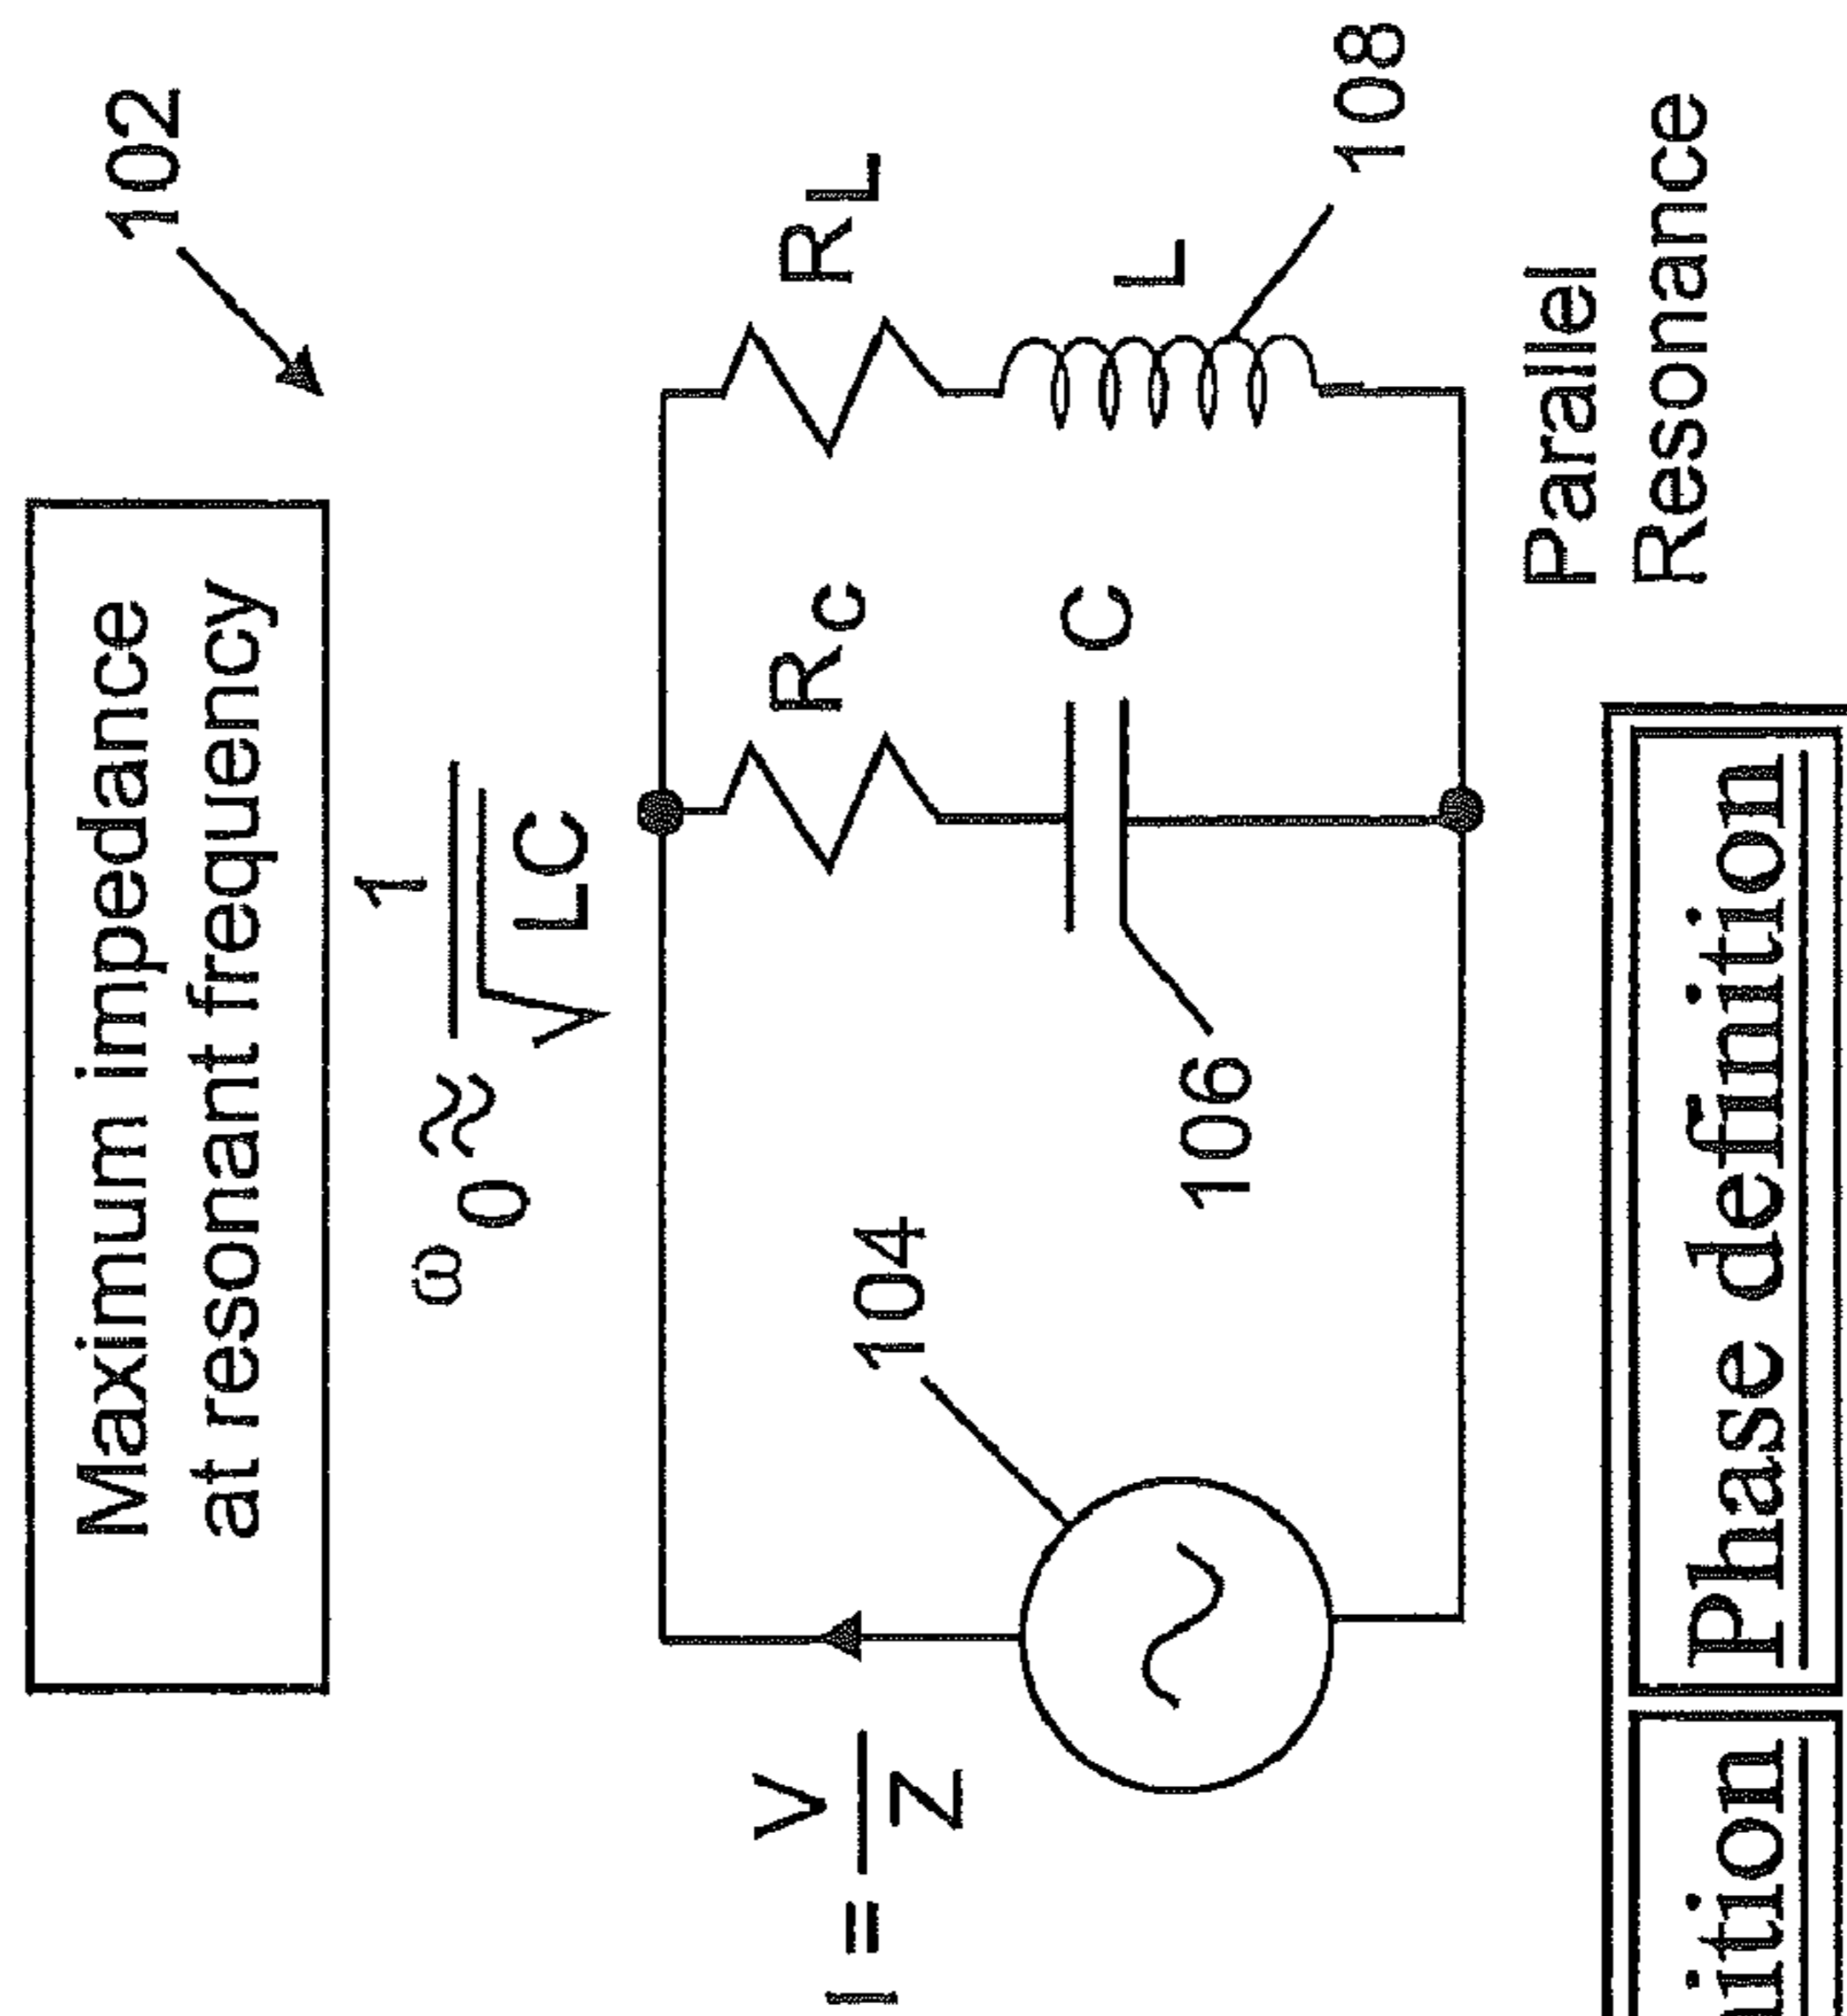 102
Maximum impedance
at resonant frequency
ω0 ≈ 1/√LC
I = V/Z
104
Rc
C
106
RL
L
108
Parallel
Resonance
Phase definition